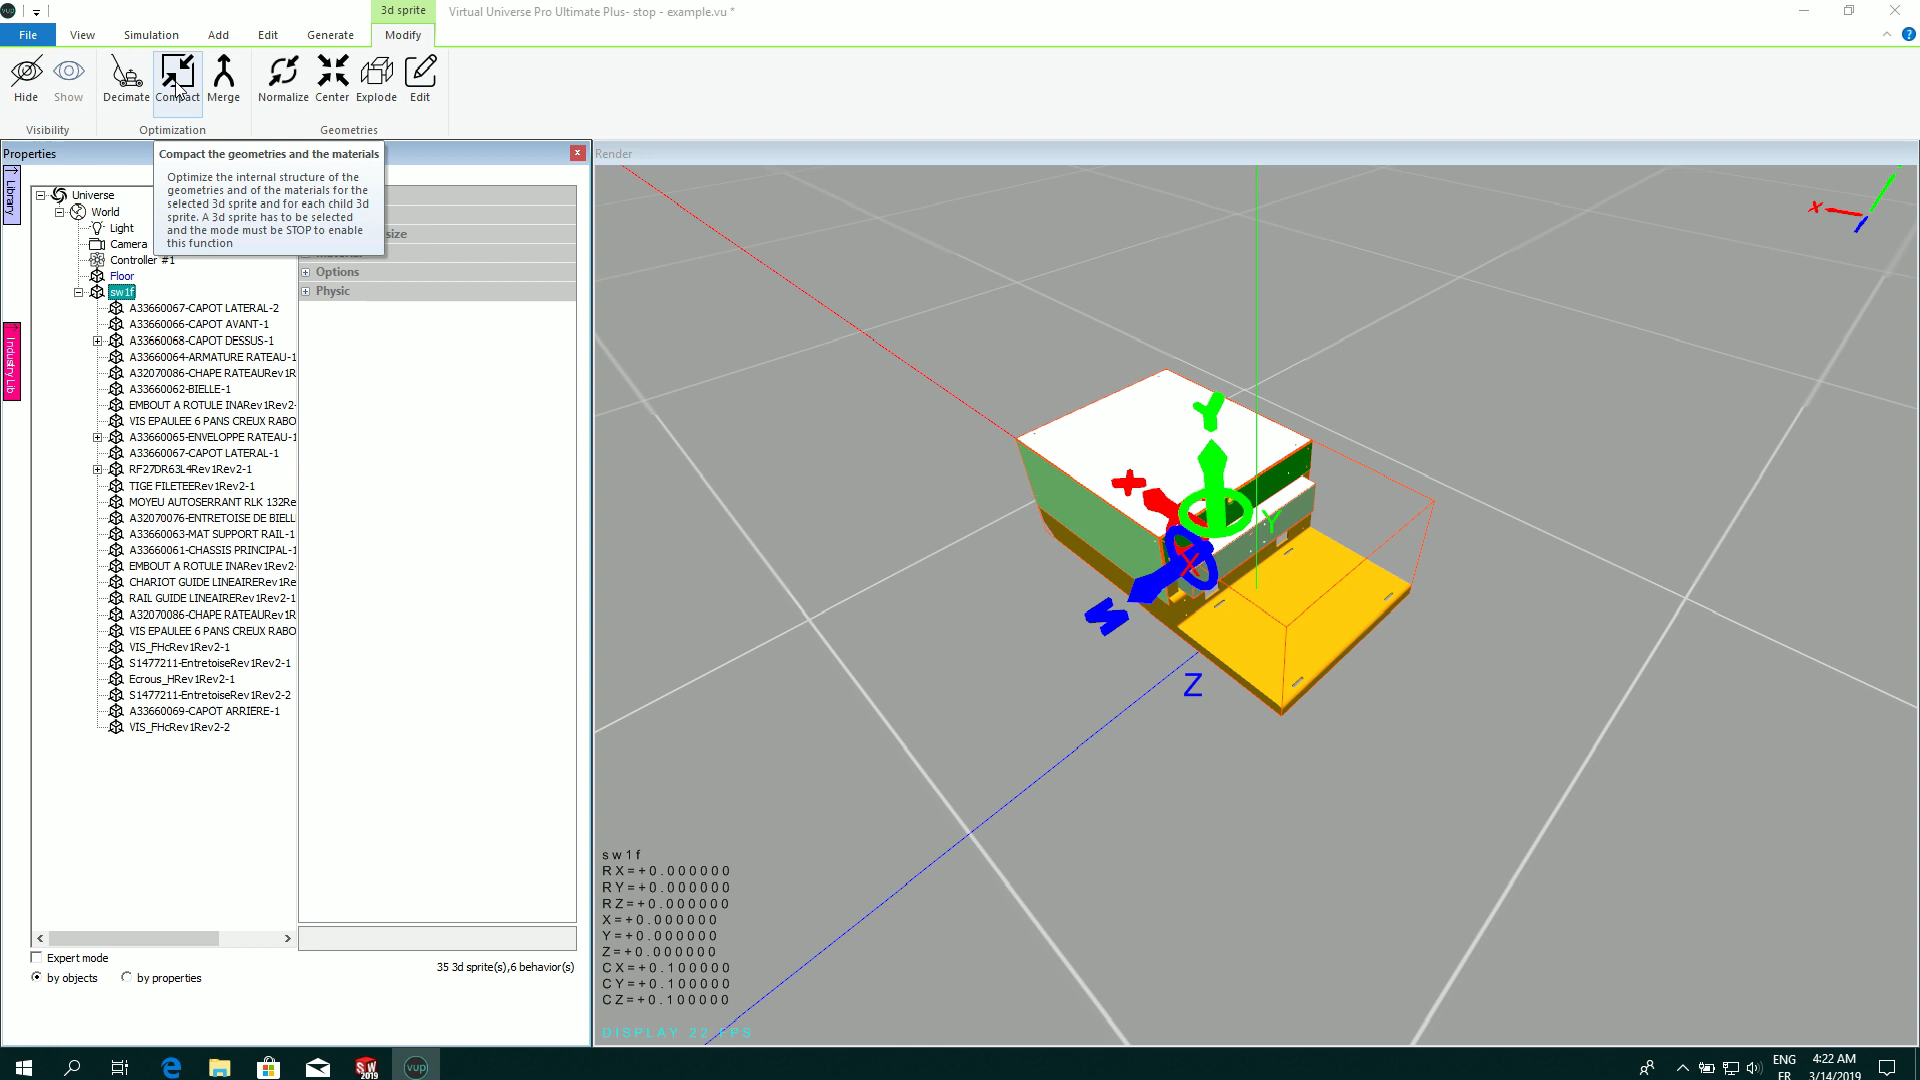 vup
3d sprite
Virtual Universe Pro Ultimate Plus- stop - example.vu *
File
View
Simulation
Add
Edit
Generate
Modify
?
Hide
Show
Decimate
Compact
Merge
Normalize
Center
Explode
Edit
Visibility
Optimization
Geometries
Properties
Compact the geometries and the materials
Optimize the internal structure of the
geometries and of the materials for the
selected 3d sprite and for each child 3d
sprite. A 3d sprite has to be selected
and the mode must be STOP to enable
this function
size
Options
Physic
Library
Industry Lib
Universe
World
Light
Camera
Controller #1
Floor
sw1f
A33660067-CAPOT LATERAL-2
A33660066-CAPOT AVANT-1
A33660068-CAPOT DESSUS-1
A33660064-ARMATURE RATEAU-1
A32070086-CHAPE RATEAURev1R
A33660062-BIELLE-1
EMBOUT A ROTULE INARev1Rev2-
VIS EPAULEE 6 PANS CREUX RABO
A33660065-ENVELOPPE RATEAU-1
A33660067-CAPOT LATERAL-1
RF27DR63L4Rev1Rev2-1
TIGE FILETEERev1Rev2-1
MOYEU AUTOSERRANT RLK 132Re
A32070076-ENTRETOISE DE BIELL
A33660063-MAT SUPPORT RAIL-1
A33660061-CHASSIS PRINCIPAL-1
EMBOUT A ROTULE INARev1Rev2-
CHARIOT GUIDE LINEAIRERev1Re
RAIL GUIDE LINEAIRERev1Rev2-1
A32070086-CHAPE RATEAURev1R
VIS EPAULEE 6 PANS CREUX RABO
VIS_FHcRev1Rev2-1
S1477211-EntretoiseRev1Rev2-1
Ecrous_HRev1Rev2-1
S1477211-EntretoiseRev1Rev2-2
A33660069-CAPOT ARRIERE-1
VIS_FHcRev1Rev2-2
Expert mode
by objects
by properties
35 3d sprite(s),6 behavior(s)
Render
X
Y
X
Y
X
Z
Z
sw1f
RX=+0.000000
RY=+0.000000
RZ=+0.000000
X=+0.000000
Y=+0.000000
Z=+0.000000
CX=+0.100000
CY=+0.100000
CZ=+0.100000
DISPLAY 22 FPS
SW
2019
vup
ENG
FR
4:22 AM
3/14/2019